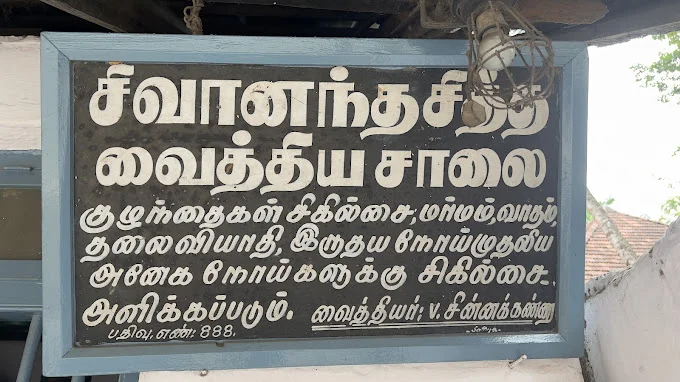 சிவானந்தசித்த
வைத்திய சாலை
குழந்தைகள் சிகிச்சை, மர்மம், வாதம்,
தலைவியாதி, இருதய நோய்முதலிய
அனேக நோய்களுக்கு சிகில்சை
அளிக்கப்படும். வைத்தியர்; V. சின்னக்கண்ணு
பதிவு, எண்: 888.